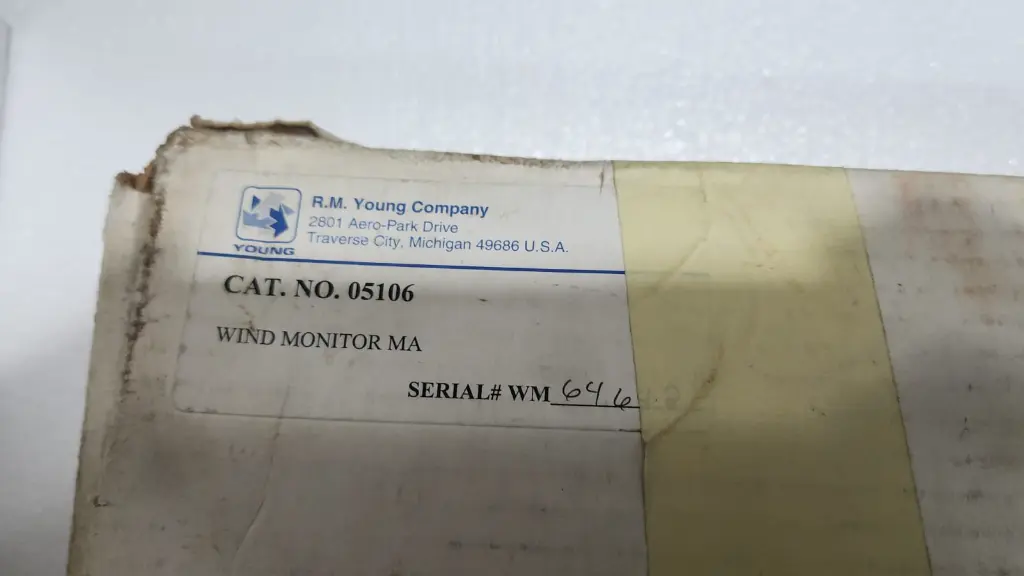 YOUNG
R.M. Young Company
2801 Aero-Park Drive
Traverse City, Michigan 49686 U.S.A.
CAT. NO. 05106
WIND MONITOR MA
SERIAL# WM 646